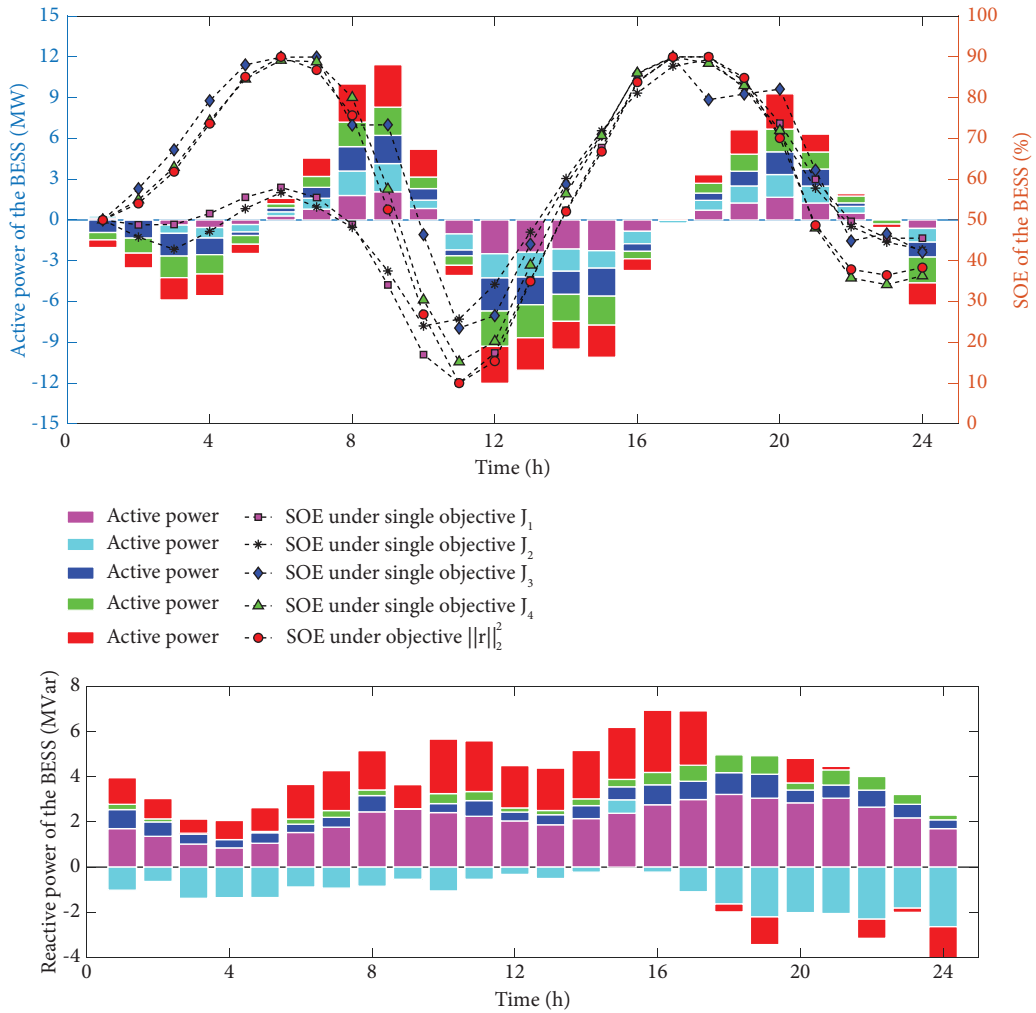 Active power of the BESS (MW)
15
12
9
6
3
0
-3
-6
-9
-12
-15
100
90
80
70
60
50
40
30
20
10
0
SOE of the BESS (%)
0 4 8 12 16 20 24
Time (h)
Active power SOE under single objective J1
Active power SOE under single objective J2
Active power SOE under single objective J3
Active power SOE under single objective J4
Active power SOE under objective ||r||₂²
Reactive power of the BESS (MVar)
8
6
4
2
0
-2
-4
0 4 8 12 16 20 24
Time (h)